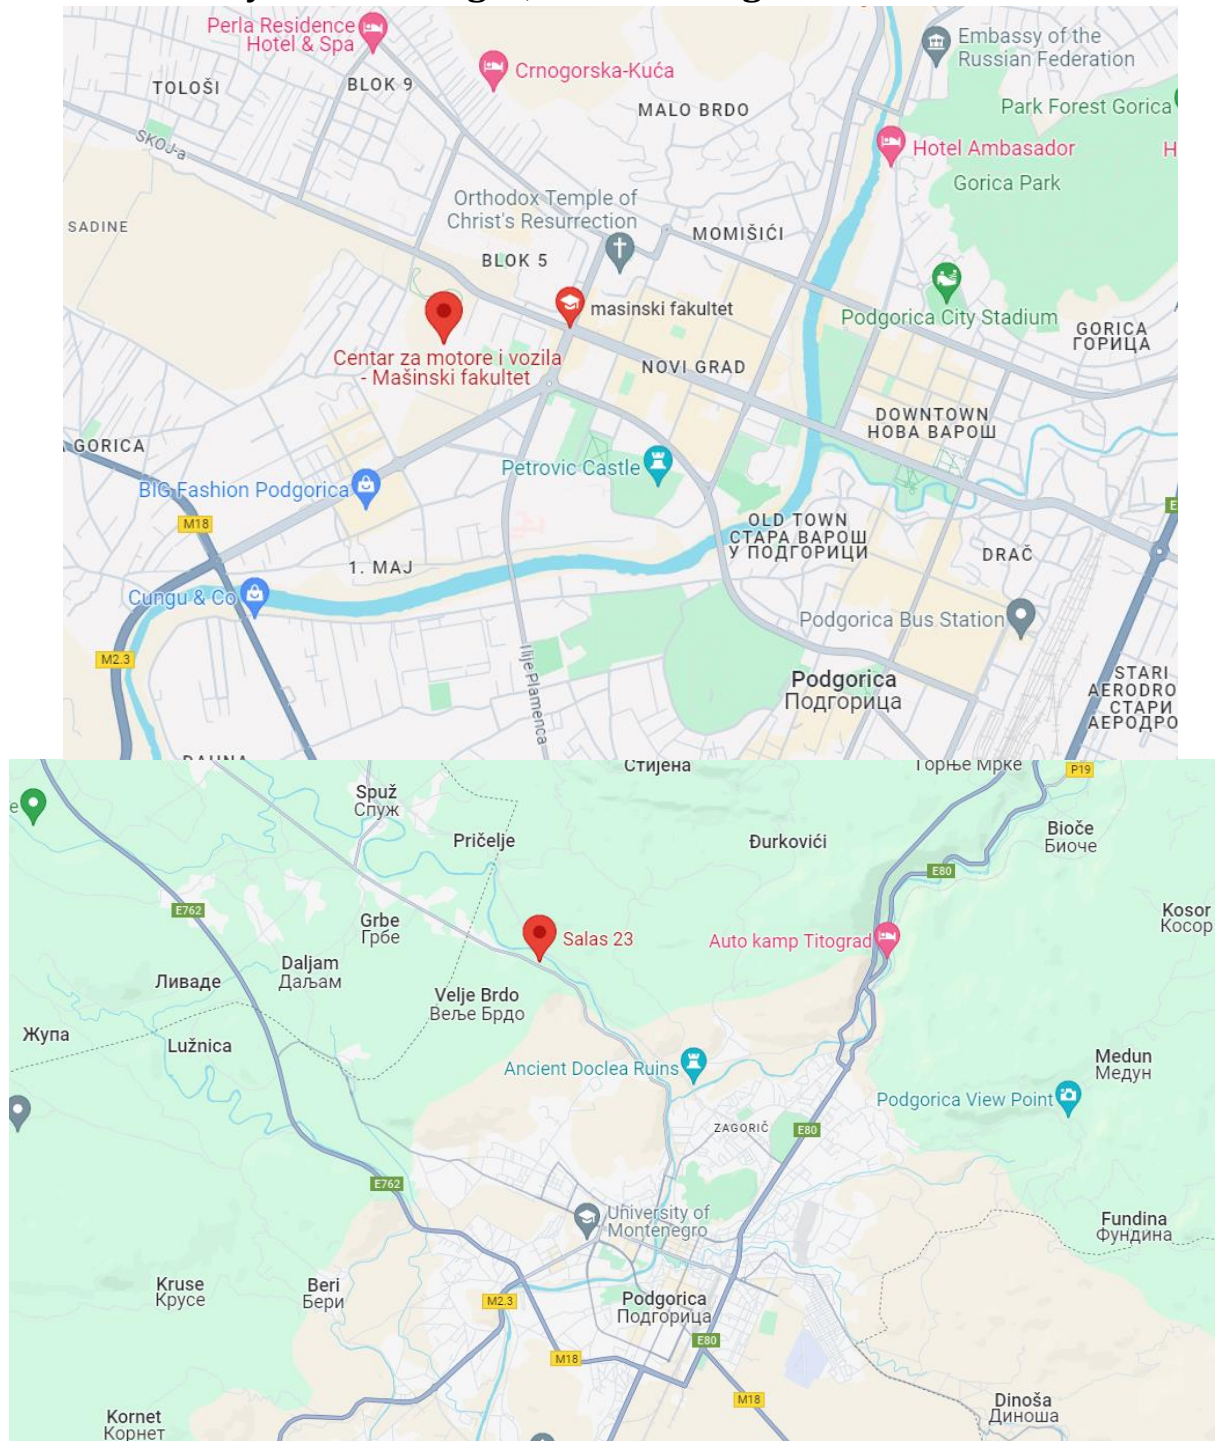 Perla Residence
Hotel & Spa
Embassy of the
Russian Federation
Crnogorska-Kuća
TOLOŠI
BLOK 9
MALO BRDO
Park Forest Gorica
SKOJ-a
Hotel Ambasador
H
Gorica Park
Orthodox Temple of
Christ's Resurrection
SADINE
MOMIŠIĆI
BLOK 5
masinski fakultet
Podgorica City Stadium
GORICA
ГОРИЦА
Centar za motore i vozila
- Mašinski fakultet
NOVI GRAD
DOWNTOWN
НОВА ВАРОШ
GORICA
Petrovic Castle
BIG Fashion Podgorica
E
M18
OLD TOWN
СТАРА ВАРОШ
У ПОДГОРИЦИ
DRAČ
1. MAJ
Cungu & Co
Podgorica Bus Station
M2.3
Ilije Plamenca
Podgorica
Подгорица
STARI
AERODRO
СТАРИ
АЕРОДРО
Стијена
Горње Мрке
P19
Spuž
Спуж
e
Pričelje
Đurkovići
Bioče
Биоче
E80
E762
Grbe
Грбе
Kosor
Косор
Salas 23
Auto kamp Titograd
Daljam
Даљам
Ливаде
Velje Brdo
Веље Брдо
Жупа
Lužnica
Ancient Doclea Ruins
Medun
Медун
Podgorica View Point
ZAGORIČ
E80
E762
University of
Montenegro
Fundina
Фундина
Kruse
Крусе
Beri
Бери
M2.3
Podgorica
Подгорица
E80
M18
M18
Dinoša
Диноша
Kornet
Корнет